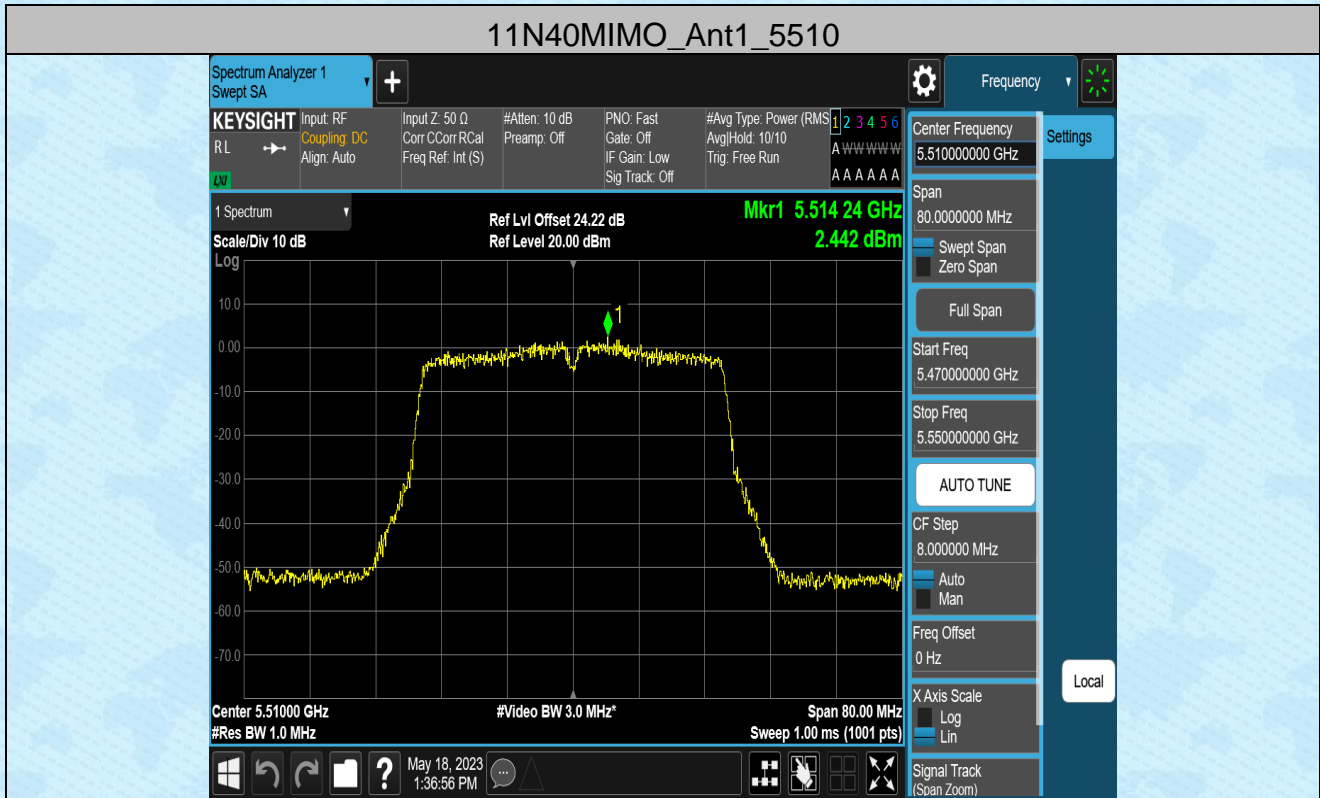 11N40MIMO_Ant1_5510
Spectrum Analyzer 1
Swept SA
+
Frequency
KEYSIGHT
RL
LXI
Input: RF
Coupling: DC
Align: Auto
Input Z: 50 Ω
Corr CCorr RCal
Freq Ref: Int (S)
#Atten: 10 dB
Preamp: Off
PNO: Fast
Gate: Off
IF Gain: Low
Sig Track: Off
#Avg Type: Power (RMS
Avg|Hold: 10/10
Trig: Free Run
1 2 3 4 5 6
A W W W W W
A A A A A A
1 Spectrum
Scale/Div 10 dB
Log
Ref Lvl Offset 24.22 dB
Ref Level 20.00 dBm
Mkr1 5.514 24 GHz
2.442 dBm
1
10.0
0.00
-10.0
-20.0
-30.0
-40.0
-50.0
-60.0
-70.0
Center 5.51000 GHz
#Res BW 1.0 MHz
#Video BW 3.0 MHz*
Span 80.00 MHz
Sweep 1.00 ms (1001 pts)
Center Frequency
5.510000000 GHz
Settings
Span
80.0000000 MHz
Swept Span
Zero Span
Full Span
Start Freq
5.470000000 GHz
Stop Freq
5.550000000 GHz
AUTO TUNE
CF Step
8.000000 MHz
Auto
Man
Freq Offset
0 Hz
X Axis Scale
Log
Lin
Local
Signal Track
(Span Zoom)
?
May 18, 2023
1:36:56 PM